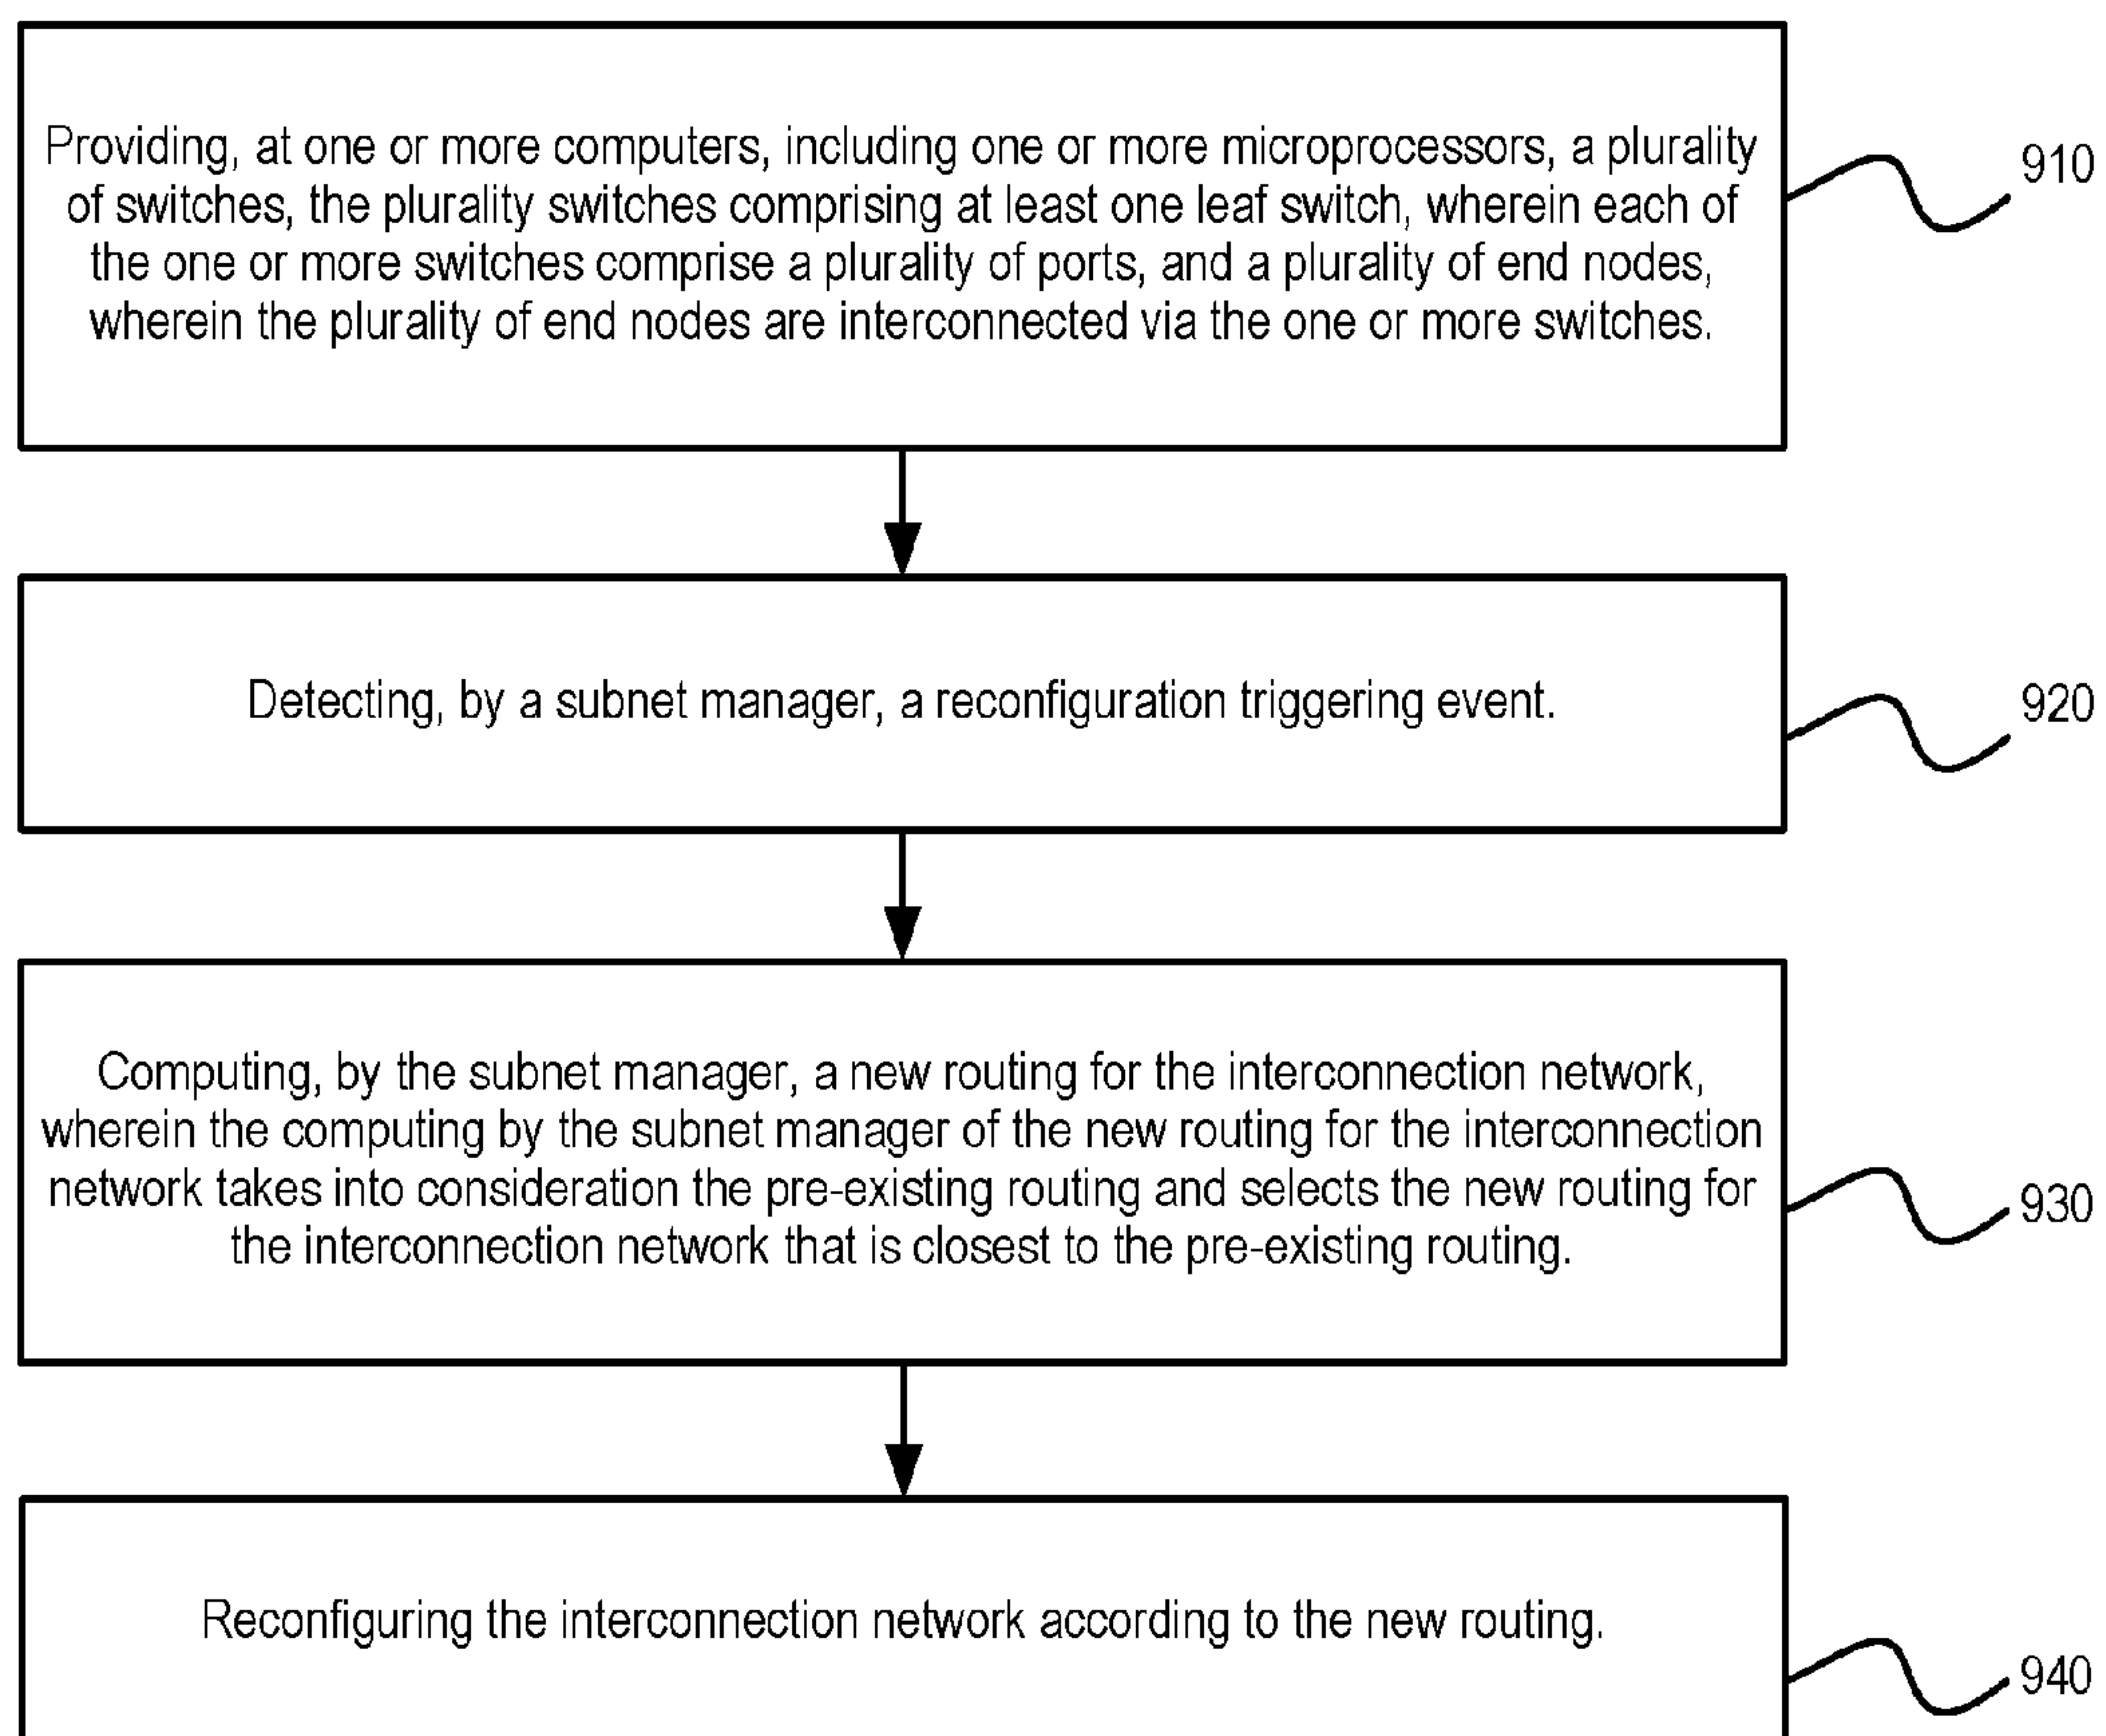 Providing, at one or more computers, including one or more microprocessors, a plurality
of switches, the plurality switches comprising at least one leaf switch, wherein each of
the one or more switches comprise a plurality of ports, and a plurality of end nodes,
wherein the plurality of end nodes are interconnected via the one or more switches.
910
Detecting, by a subnet manager, a reconfiguration triggering event.
920
Computing, by the subnet manager, a new routing for the interconnection network,
wherein the computing by the subnet manager of the new routing for the interconnection
network takes into consideration the pre-existing routing and selects the new routing for
the interconnection network that is closest to the pre-existing routing.
930
Reconfiguring the interconnection network according to the new routing.
940